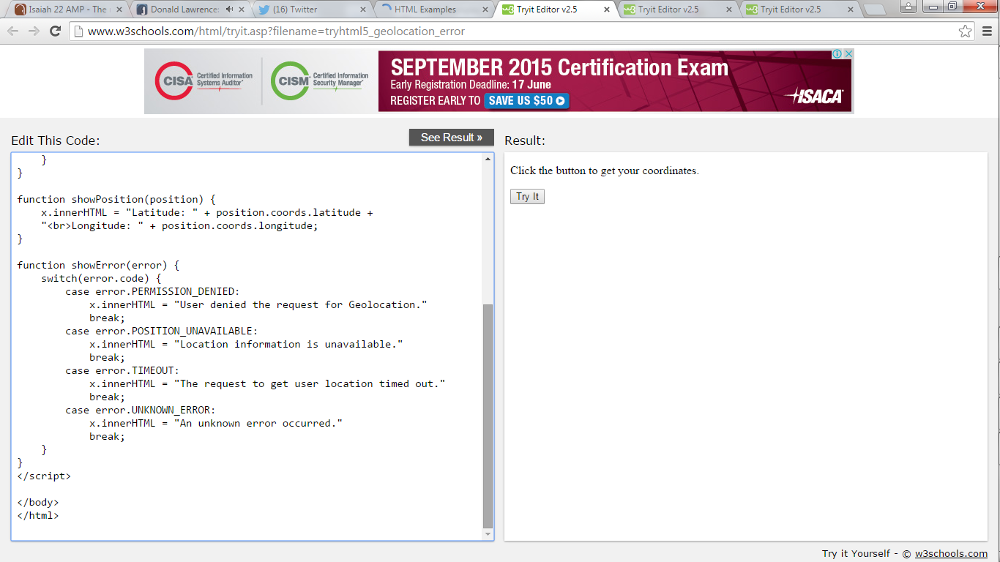 Isaiah 22 AMP - The
Donald Lawrence:
(16) Twitter
HTML Examples
Tryit Editor v2.5
Tryit Editor v2.5
Tryit Editor v2.5
www.w3schools.com/html/tryit.asp?filename=tryhtml5_geolocation_error
CISA Certified Information Systems Auditor
CISM Certified Information Security Manager
SEPTEMBER 2015 Certification Exam
Early Registration Deadline: 17 June
REGISTER EARLY TO SAVE US $50
ISACA
Edit This Code:
See Result »
Result:
    }
}

function showPosition(position) {
    x.innerHTML = "Latitude: " + position.coords.latitude +
    "<br>Longitude: " + position.coords.longitude;
}

function showError(error) {
    switch(error.code) {
        case error.PERMISSION_DENIED:
            x.innerHTML = "User denied the request for Geolocation."
            break;
        case error.POSITION_UNAVAILABLE:
            x.innerHTML = "Location information is unavailable."
            break;
        case error.TIMEOUT:
            x.innerHTML = "The request to get user location timed out."
            break;
        case error.UNKNOWN_ERROR:
            x.innerHTML = "An unknown error occurred."
            break;
    }
}
</script>

</body>
</html>
Click the button to get your coordinates.
Try It
Try it Yourself - © w3schools.com